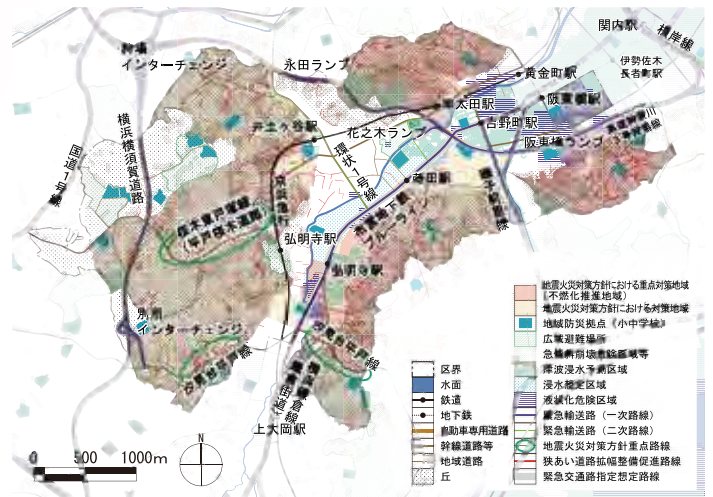 関内駅
根岸線
伊勢佐木
長者町駅
狩場
インターチェンジ
永田ランプ
黄金町駅
阪東橋駅
太田駅
吉野町駅
井土ヶ谷駅
花之木ランプ
阪東橋ランプ
横浜横須賀道路
国道1号線
環状1号線
京浜急行
蒔田駅
ブルーライン
弘明寺駅
弘明寺駅
別所
インターチェンジ
上大岡駅
N
0 500 1000m
区界
水面
鉄道
地下鉄
自動車専用道路
幹線道路等
地域道路
丘
地震火災対策方針における重点対策地域
(不燃化推進地域)
地震火災対策方針における対策地域
地域防災拠点(小中学校)
広域避難場所
急傾斜崩壊危険区域等
津波浸水予測区域
浸水想定区域
液状化危険区域
緊急輸送路(一次路線)
緊急輸送路(二次路線)
地震火災対策方針重点路線
狭あい道路拡幅整備促進路線
緊急交通路指定想定路線